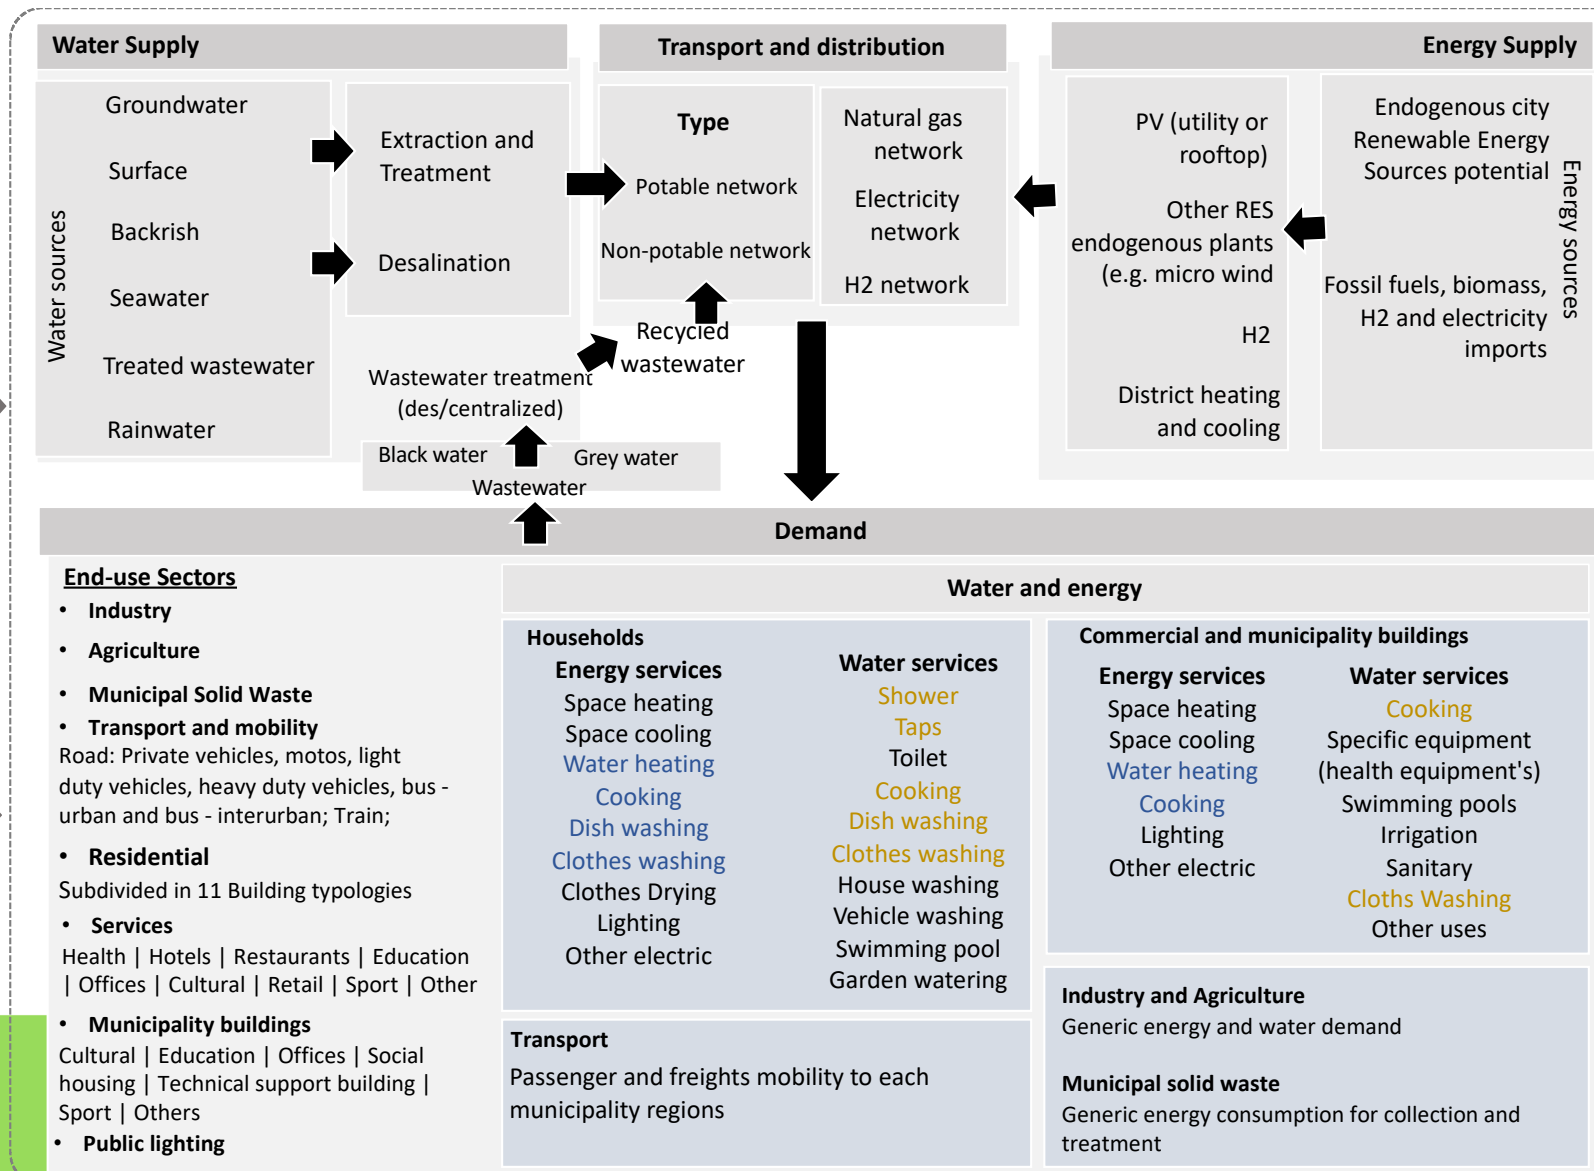 Water Supply
Water sources
Groundwater
Surface
Backrish
Seawater
Treated wastewater
Rainwater
Extraction and
Treatment
Desalination
Wastewater treatment
(des/centralized)
Black water
Grey water
Wastewater
Recycled
wastewater
Transport and distribution
Type
Potable network
Non-potable network
Natural gas
network
Electricity
network
H2 network
Energy Supply
PV (utility or
rooftop)
Other RES
endogenous plants
(e.g. micro wind
H2
District heating
and cooling
Endogenous city
Renewable Energy
Sources potential
Fossil fuels, biomass,
H2 and electricity
imports
Energy sources
Demand
End-use Sectors
• Industry
• Agriculture
• Municipal Solid Waste
• Transport and mobility
Road: Private vehicles, motos, light
duty vehicles, heavy duty vehicles, bus -
urban and bus - interurban; Train;
• Residential
Subdivided in 11 Building typologies
• Services
Health | Hotels | Restaurants | Education
| Offices | Cultural | Retail | Sport | Other
• Municipality buildings
Cultural | Education | Offices | Social
housing | Technical support building |
Sport | Others
• Public lighting
Water and energy
Households
Energy services
Space heating
Space cooling
Water heating
Cooking
Dish washing
Clothes washing
Clothes Drying
Lighting
Other electric
Water services
Shower
Taps
Toilet
Cooking
Dish washing
Clothes washing
House washing
Vehicle washing
Swimming pool
Garden watering
Commercial and municipality buildings
Energy services
Space heating
Space cooling
Water heating
Cooking
Lighting
Other electric
Water services
Cooking
Specific equipment
(health equipment's)
Swimming pools
Irrigation
Sanitary
Cloths Washing
Other uses
Transport
Passenger and freights mobility to each
municipality regions
Industry and Agriculture
Generic energy and water demand
Municipal solid waste
Generic energy consumption for collection and
treatment